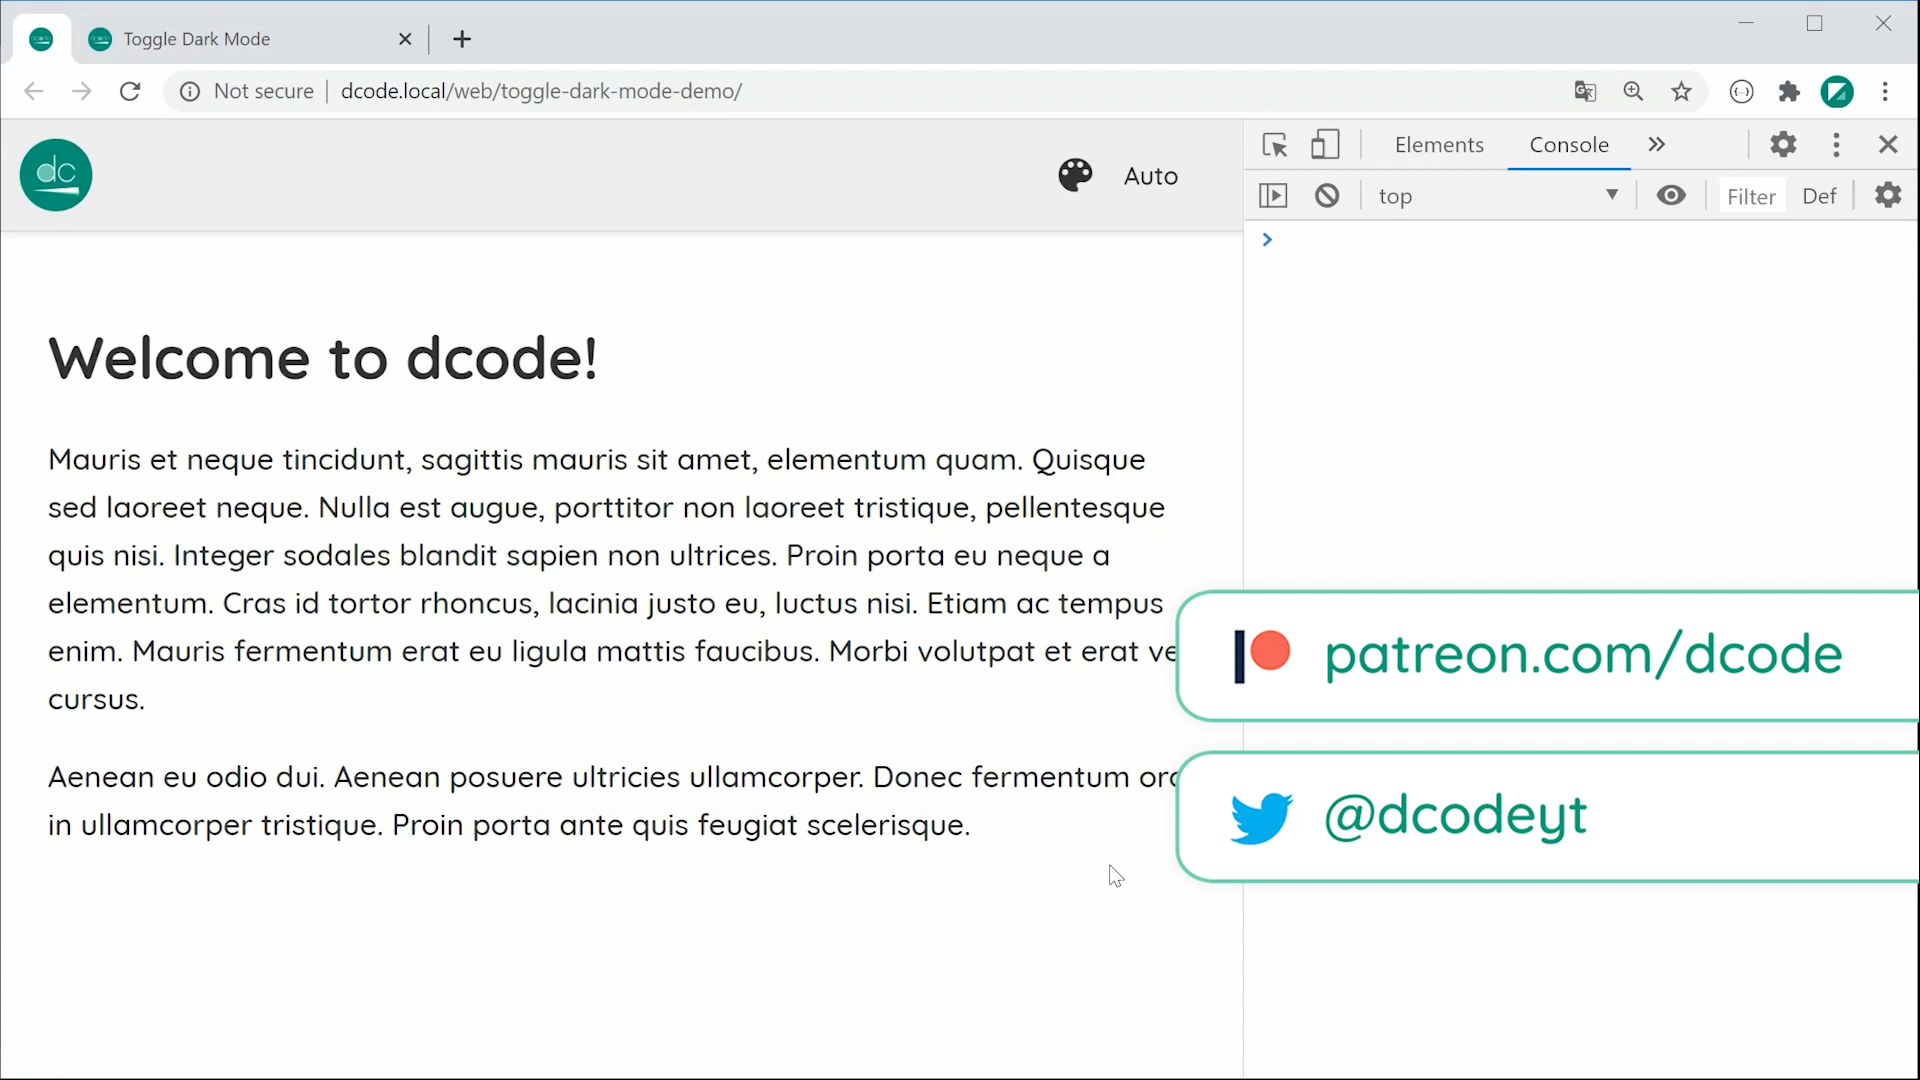 Toggle Dark Mode
Not secure
dcode.local/web/toggle-dark-mode-demo/
dc
Auto
Elements
Console
top
Filter
Def
Welcome to dcode!
Mauris et neque tincidunt, sagittis mauris sit amet, elementum quam. Quisque
sed laoreet neque. Nulla est augue, porttitor non laoreet tristique, pellentesque
quis nisi. Integer sodales blandit sapien non ultrices. Proin porta eu neque a
elementum. Cras id tortor rhoncus, lacinia justo eu, luctus nisi. Etiam ac tempus
enim. Mauris fermentum erat eu ligula mattis faucibus. Morbi volutpat et erat ve
cursus.
Aenean eu odio dui. Aenean posuere ultricies ullamcorper. Donec fermentum orc
in ullamcorper tristique. Proin porta ante quis feugiat scelerisque.
patreon.com/dcode
@dcodeyt